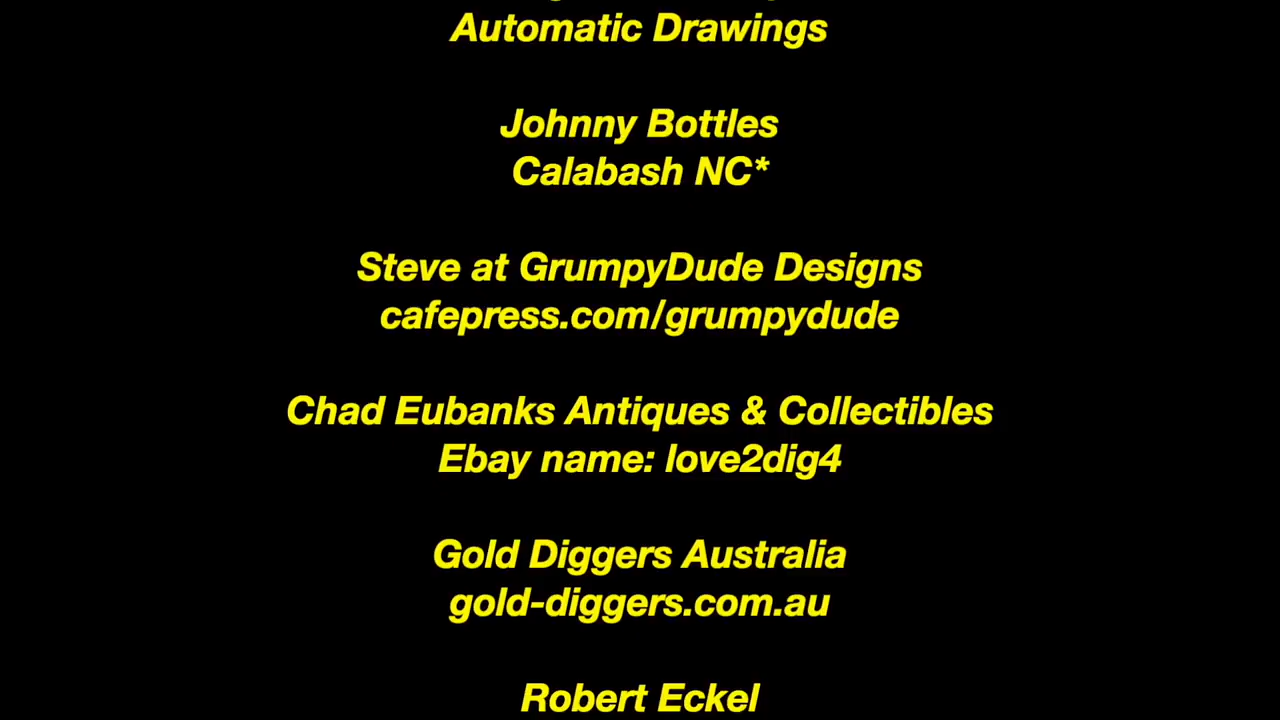 Automatic Drawings
Johnny Bottles
Calabash NC*
Steve at GrumpyDude Designs
cafepress.com/grumpydude
Chad Eubanks Antiques & Collectibles
Ebay name: love2dig4
Gold Diggers Australia
gold-diggers.com.au
Robert Eckel